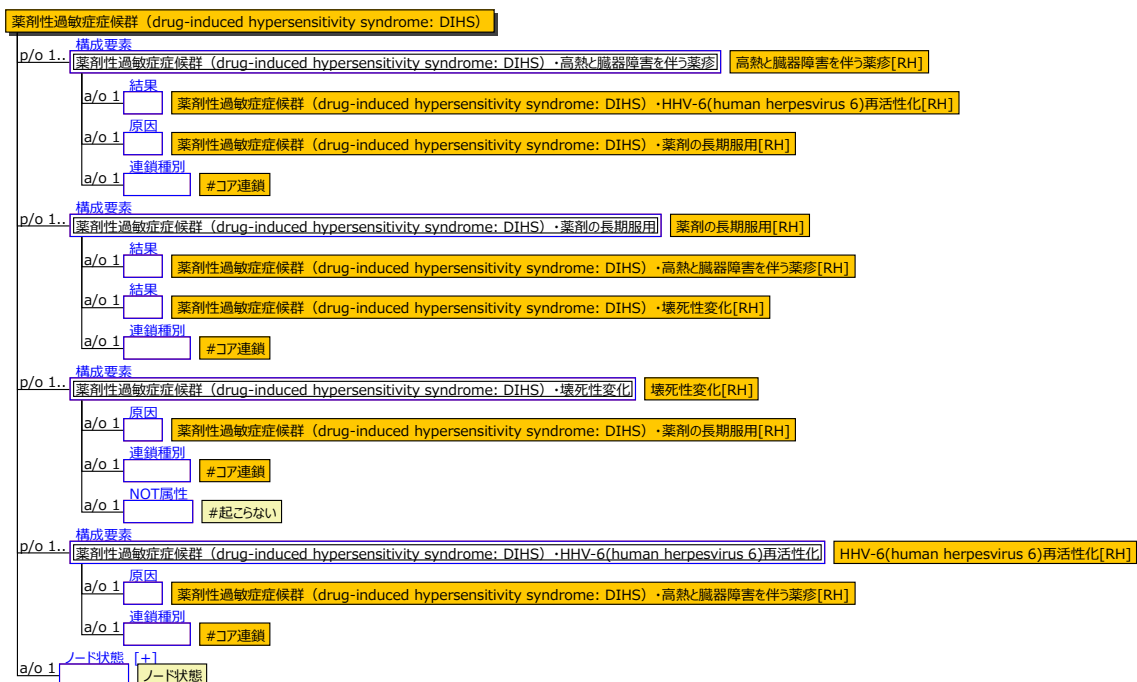 薬剤性過敏症症候群（drug-induced hypersensitivity syndrome: DIHS）
構成要素
p/o 1.. 薬剤性過敏症症候群（drug-induced hypersensitivity syndrome: DIHS）・高熱と臓器障害を伴う薬疹 高熱と臓器障害を伴う薬疹[RH]
結果
a/o 1 薬剤性過敏症症候群（drug-induced hypersensitivity syndrome: DIHS）・HHV-6(human herpesvirus 6)再活性化[RH]
原因
a/o 1 薬剤性過敏症症候群（drug-induced hypersensitivity syndrome: DIHS）・薬剤の長期服用[RH]
連鎖種別
a/o 1 #コア連鎖
構成要素
p/o 1.. 薬剤性過敏症症候群（drug-induced hypersensitivity syndrome: DIHS）・薬剤の長期服用 薬剤の長期服用[RH]
結果
a/o 1 薬剤性過敏症症候群（drug-induced hypersensitivity syndrome: DIHS）・高熱と臓器障害を伴う薬疹[RH]
結果
a/o 1 薬剤性過敏症症候群（drug-induced hypersensitivity syndrome: DIHS）・壊死性変化[RH]
連鎖種別
a/o 1 #コア連鎖
構成要素
p/o 1.. 薬剤性過敏症症候群（drug-induced hypersensitivity syndrome: DIHS）・壊死性変化 壊死性変化[RH]
原因
a/o 1 薬剤性過敏症症候群（drug-induced hypersensitivity syndrome: DIHS）・薬剤の長期服用[RH]
連鎖種別
a/o 1 #コア連鎖
NOT属性
a/o 1 #起こらない
構成要素
p/o 1.. 薬剤性過敏症症候群（drug-induced hypersensitivity syndrome: DIHS）・HHV-6(human herpesvirus 6)再活性化 HHV-6(human herpesvirus 6)再活性化[RH]
原因
a/o 1 薬剤性過敏症症候群（drug-induced hypersensitivity syndrome: DIHS）・高熱と臓器障害を伴う薬疹[RH]
連鎖種別
a/o 1 #コア連鎖
ノード状態 [+]
a/o 1 ノード状態